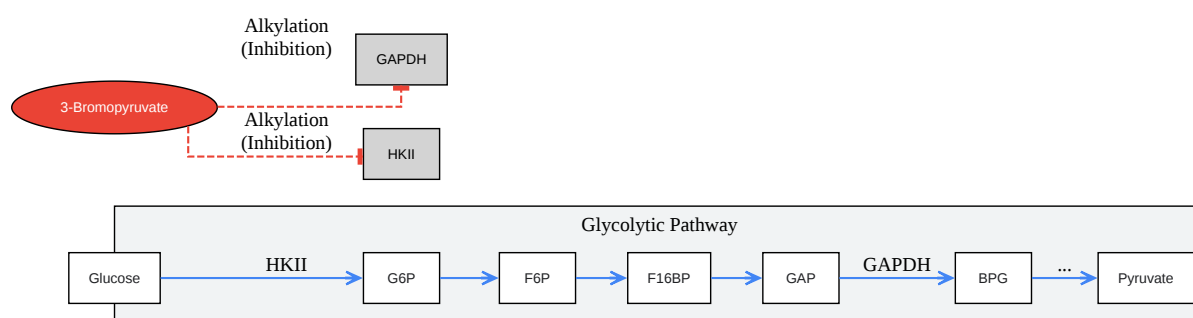 Alkylation
(Inhibition)
GAPDH
3-Bromopyruvate
Alkylation
(Inhibition)
HKII
Glycolytic Pathway
Glucose
HKII
G6P
F6P
F16BP
GAP
GAPDH
BPG
...
Pyruvate